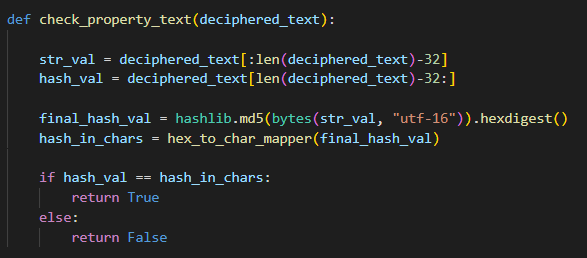 def check_property_text(deciphered_text):
    str_val = deciphered_text[:len(deciphered_text)-32]
    hash_val = deciphered_text[len(deciphered_text)-32:]
    final_hash_val = hashlib.md5(bytes(str_val, "utf-16")).hexdigest()
    hash_in_chars = hex_to_char_mapper(final_hash_val)
    if hash_val == hash_in_chars:
        return True
    else:
        return False